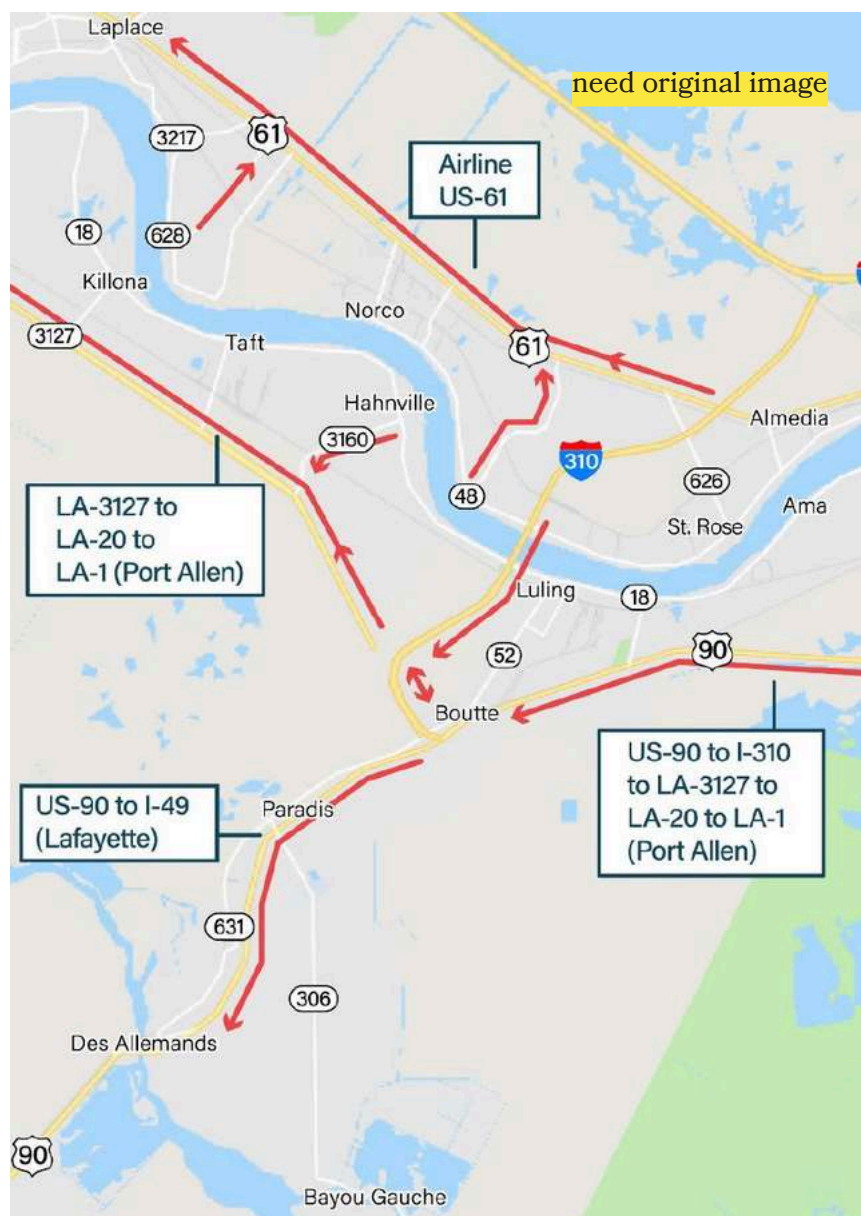 Laplace
need original image
3217
61
Airline
US-61
628
18
Killona
Norco
3127
Taft
61
Hahnville
Almedia
3160
310
48
626
LA-3127 to
LA-20 to
LA-1 (Port Allen)
Ama
St. Rose
Luling
18
52
90
Boutte
US-90 to I-310
to LA-3127 to
LA-20 to LA-1
(Port Allen)
US-90 to I-49
(Lafayette)
Paradis
631
306
Des Allemands
90
Bayou Gauche